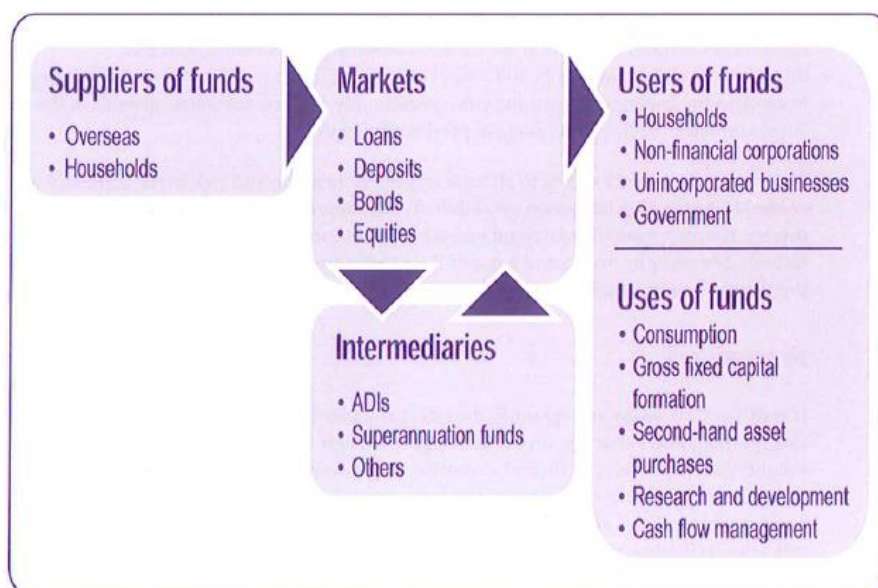 Suppliers of funds
• Overseas
• Households
Markets
• Loans
• Deposits
• Bonds
• Equities
Intermediaries
• ADIs
• Superannuation funds
• Others
Users of funds
• Households
• Non-financial corporations
• Unincorporated businesses
• Government
Uses of funds
• Consumption
• Gross fixed capital
formation
• Second-hand asset
purchases
• Research and development
• Cash flow management